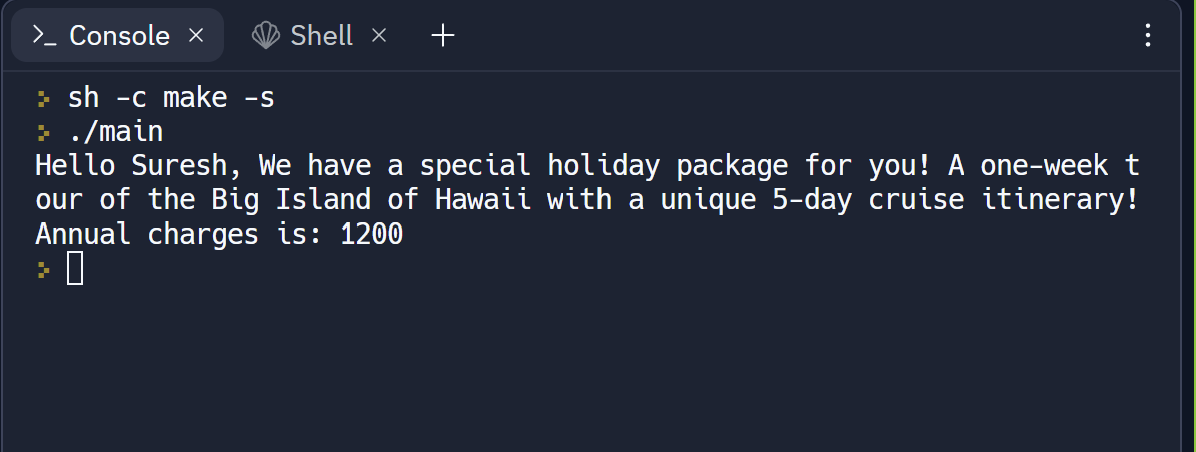 Console
Shell
sh -c make -s
./main
Hello Suresh, We have a special holiday package for you! A one-week t
our of the Big Island of Hawaii with a unique 5-day cruise itinerary!
Annual charges is: 1200